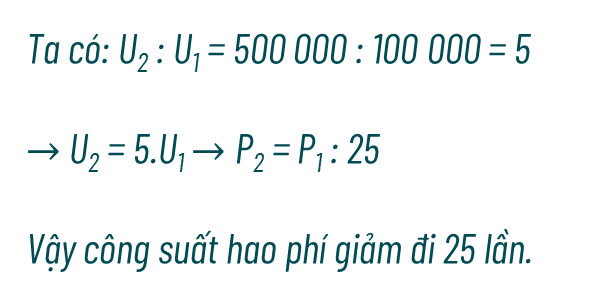 Ta có: U₂ : U₁ = 500 000 : 100 000 = 5
→ U₂ = 5.U₁ → P₂ = P₁ : 25
Vậy công suất hao phí giảm đi 25 lần.